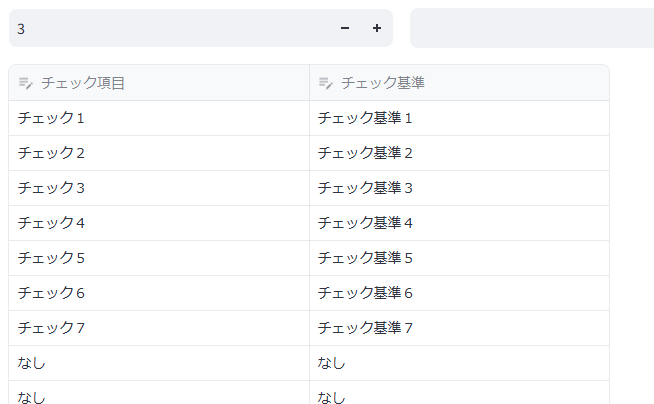 3
チェック項目 チェック基準
チェック１ チェック基準１
チェック２ チェック基準２
チェック３ チェック基準３
チェック４ チェック基準４
チェック５ チェック基準５
チェック６ チェック基準６
チェック７ チェック基準７
なし なし
なし なし